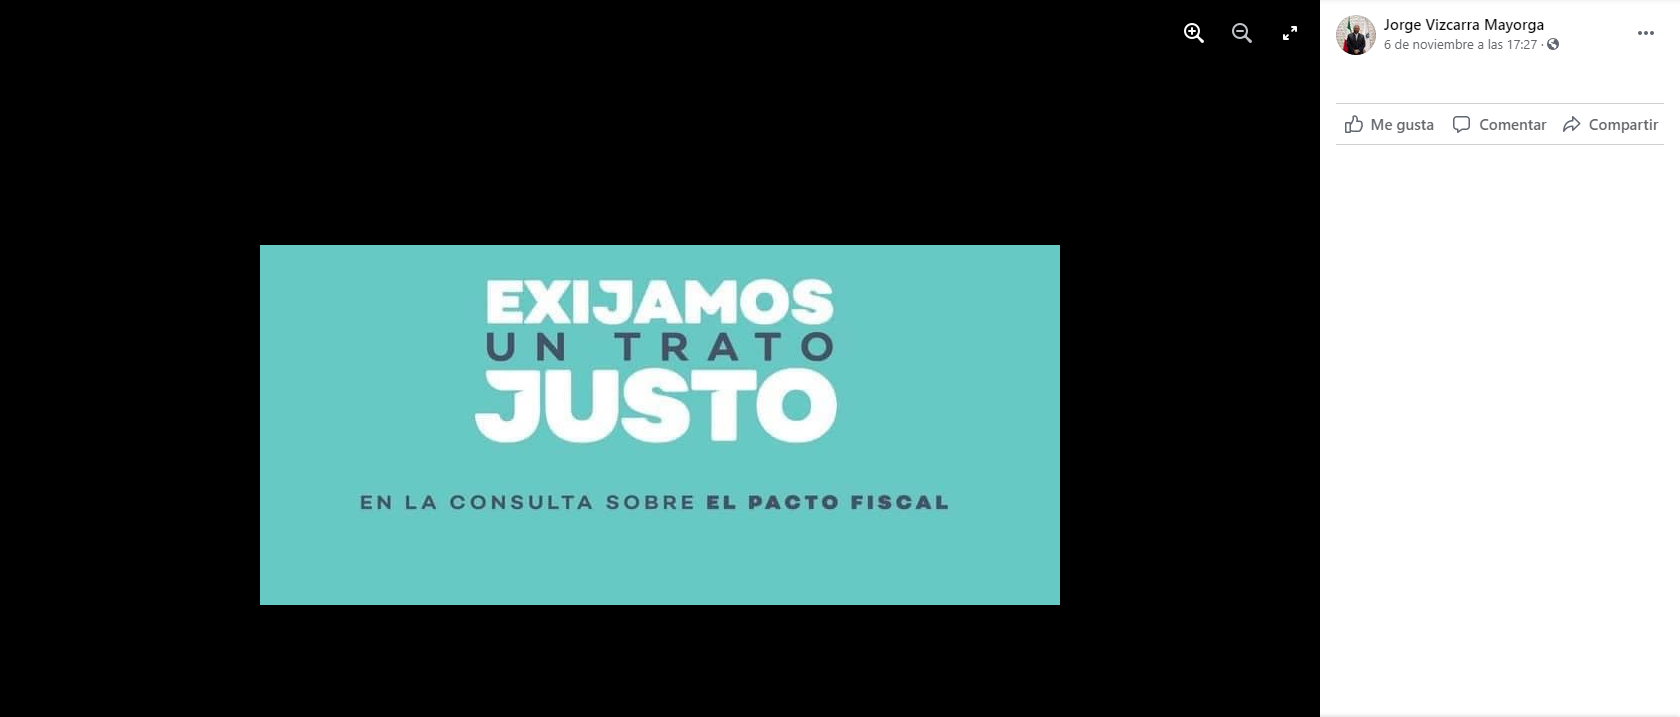 EXIJAMOS
UN TRATO
JUSTO
EN LA CONSULTA SOBRE EL PACTO FISCAL
Jorge Vizcarra Mayorga
6 de noviembre a las 17:27 ·
Me gusta
Comentar
Compartir